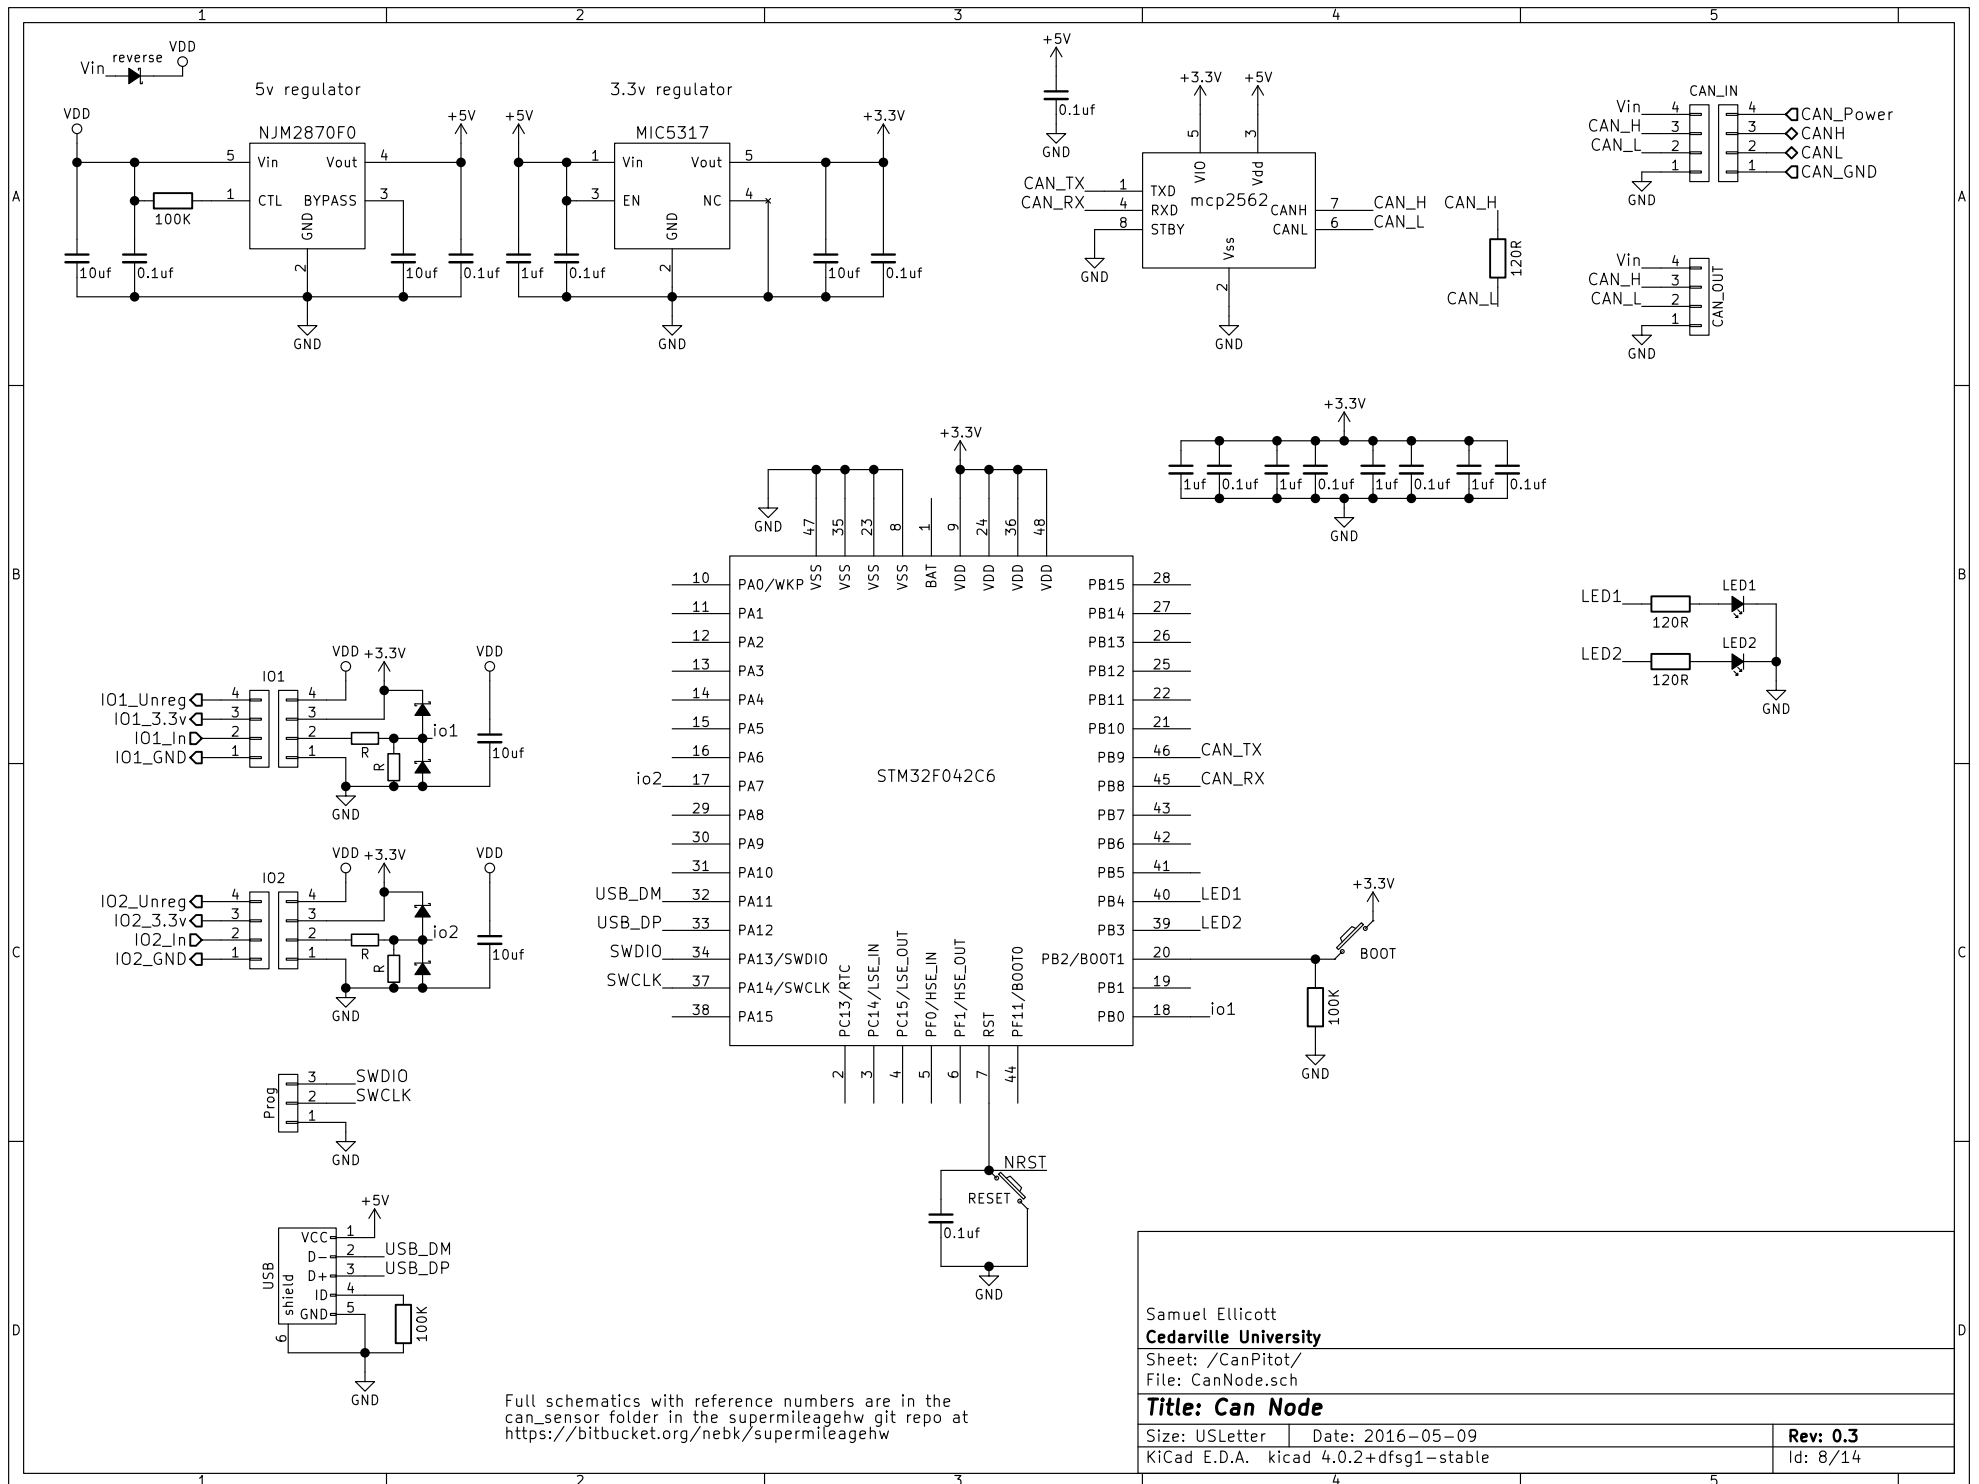 1 2 3 4 5
A
B
C
D
Vin reverse VDD
5v regulator
VDD
NJM2870F0
+5V
5 Vin Vout 4
1 CTL BYPASS 3
100K
GND
2
10uf 0.1uf 10uf 0.1uf
GND
3.3v regulator
+5V
MIC5317
+3.3V
1 Vin Vout 5
3 EN NC 4
GND
2
1uf 0.1uf 10uf 0.1uf
GND
+5V
0.1uf
GND
+3.3V +5V
5 3
VIO Vdd
CAN_TX 1 TXD
CAN_RX 4 RXD
8 STBY
mcp2562
CANH 7 CAN_H
CANL 6 CAN_L
Vss
2
GND
GND
CAN_H
120R
CAN_L
CAN_IN
Vin 4 4 CAN_Power
CAN_H 3 3 CANH
CAN_L 2 2 CANL
1 1 CAN_GND
GND
Vin 4
CAN_H 3
CAN_L 2
1
CAN_OUT
GND
+3.3V
1uf 0.1uf 1uf 0.1uf 1uf 0.1uf 1uf 0.1uf
GND
+3.3V
GND
47 35 23 8 1 9 24 36 48
VSS VSS VSS VSS BAT VDD VDD VDD VDD
10 PA0/WKP
11 PA1
12 PA2
13 PA3
14 PA4
15 PA5
16 PA6
io2 17 PA7
29 PA8
30 PA9
31 PA10
USB_DM 32 PA11
USB_DP 33 PA12
SWDIO 34 PA13/SWDIO
SWCLK 37 PA14/SWCLK
38 PA15
STM32F042C6
PB15 28
PB14 27
PB13 26
PB12 25
PB11 22
PB10 21
PB9 46 CAN_TX
PB8 45 CAN_RX
PB7 43
PB6 42
PB5 41
PB4 40 LED1
PB3 39 LED2
PB2/BOOT1 20
PB1 19
PB0 18 io1
PC13/RTC PC14/LSE_IN PC15/LSE_OUT PF0/HSE_IN PF1/HSE_OUT RST PF11/BOOT0
2 3 4 5 6 7 44
+3.3V
BOOT
100K
GND
NRST
RESET
0.1uf
GND
LED1 LED1
120R
LED2 LED2
120R
GND
VDD +3.3V VDD
IO1
IO1_Unreg 4 4
IO1_3.3v 3 3
IO1_In 2 2 io1
IO1_GND 1 1
R
R
10uf
GND
VDD +3.3V VDD
IO2
IO2_Unreg 4 4
IO2_3.3v 3 3
IO2_In 2 2 io2
IO2_GND 1 1
R
R
10uf
GND
Prog
3 SWDIO
2 SWCLK
1
GND
+5V
USB
shield
VCC 1
D- 2 USB_DM
D+ 3 USB_DP
ID 4
GND 5
6
100K
GND
Full schematics with reference numbers are in the
can_sensor folder in the supermileagehw git repo at
https://bitbucket.org/nebk/supermileagehw
Samuel Ellicott
Cedarville University
Sheet: /CanPitot/
File: CanNode.sch
Title: Can Node
Size: USLetter Date: 2016-05-09 Rev: 0.3
KiCad E.D.A. kicad 4.0.2+dfsg1-stable Id: 8/14
A
B
C
D
1 2 3 4 5